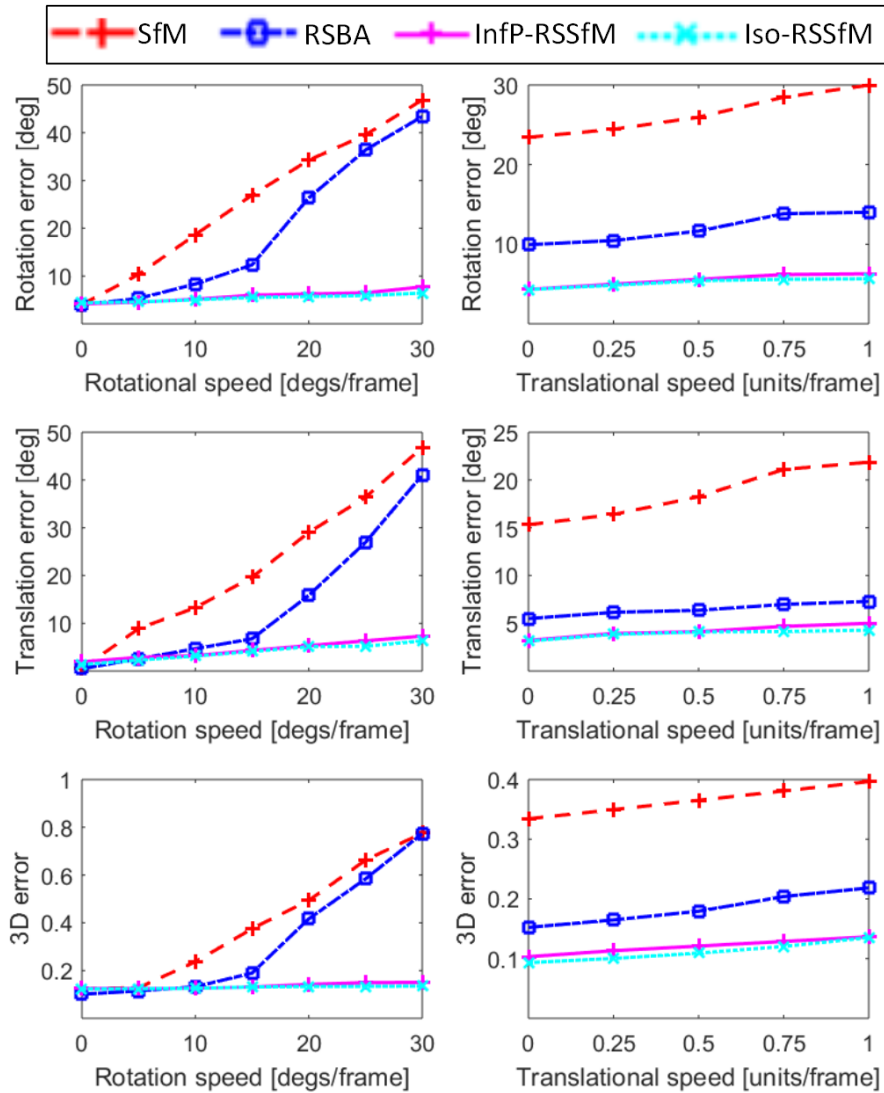 SfM RSBA InfP-RSSfM Iso-RSSfM
Rotation error [deg]
50
40
30
20
10
0 10 20 30
Rotational speed [degs/frame]
Rotation error [deg]
30
20
10
0 0.25 0.5 0.75 1
Translational speed [units/frame]
Translation error [deg]
50
40
30
20
10
0 10 20 30
Rotation speed [degs/frame]
Translation error [deg]
25
20
15
10
5
0 0.25 0.5 0.75 1
Translational speed [units/frame]
3D error
1
0.8
0.6
0.4
0.2
0 10 20 30
Rotation speed [degs/frame]
3D error
0.4
0.3
0.2
0.1
0 0.25 0.5 0.75 1
Translational speed [units/frame]